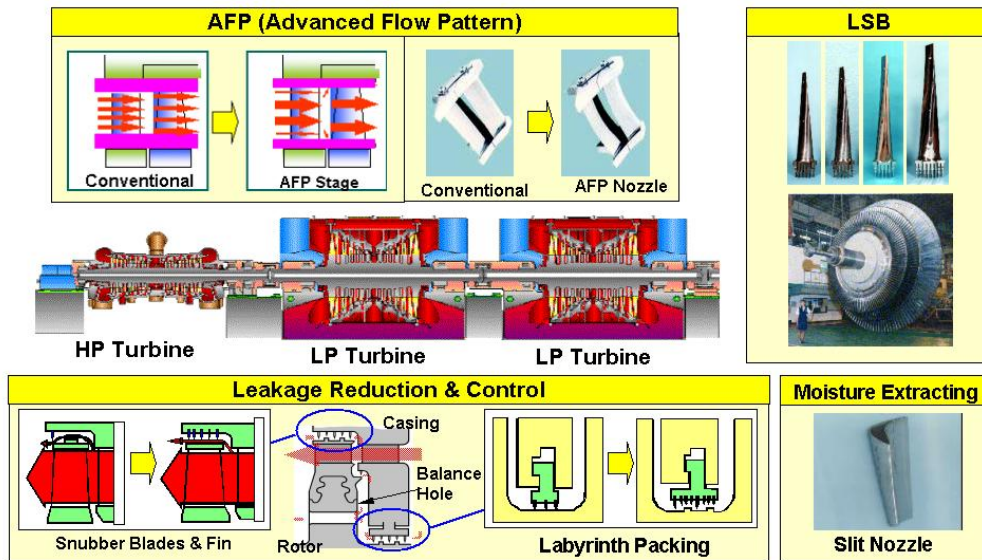 AFP (Advanced Flow Pattern)
Conventional
AFP Stage
Conventional
AFP Nozzle
LSB
HP Turbine
LP Turbine
LP Turbine
Leakage Reduction & Control
Snubber Blades & Fin
Casing
Balance
Hole
Rotor
Labyrinth Packing
Moisture Extracting
Slit Nozzle